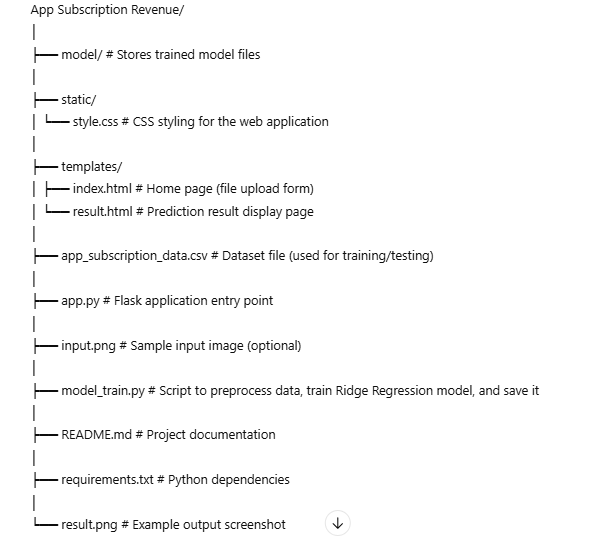 App Subscription Revenue/
│
├── model/ # Stores trained model files
│
├── static/
│ └── style.css # CSS styling for the web application
│
├── templates/
│ ├── index.html # Home page (file upload form)
│ └── result.html # Prediction result display page
│
├── app_subscription_data.csv # Dataset file (used for training/testing)
│
├── app.py # Flask application entry point
│
├── input.png # Sample input image (optional)
│
├── model_train.py # Script to preprocess data, train Ridge Regression model, and save it
│
├── README.md # Project documentation
│
├── requirements.txt # Python dependencies
│
└── result.png # Example output screenshot